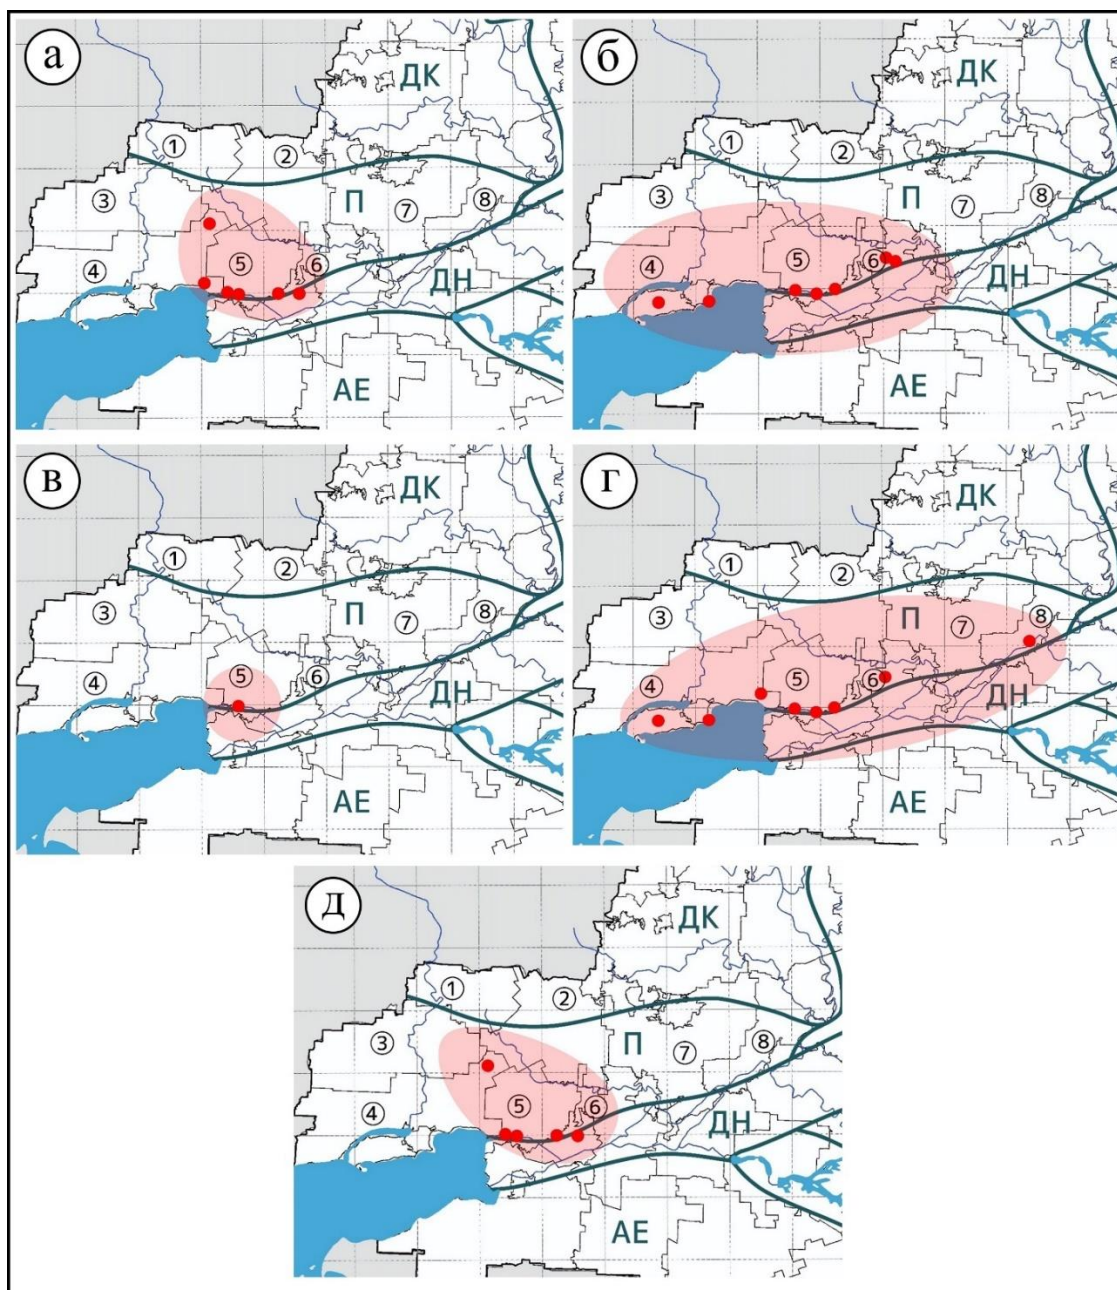 а
ДК
① ②
③ П ⑦ ⑧
⑤ ⑥
④ ДН
АЕ
б
ДК
① ②
③ П ⑦ ⑧
④ ⑤ ⑥
ДН
АЕ
в
ДК
① ②
③ П ⑦ ⑧
④ ⑤ ⑥
ДН
АЕ
г
ДК
① ②
③ П ⑦ ⑧
④ ⑤ ⑥
ДН
АЕ
д
ДК
① ②
③ П ⑦ ⑧
④ ⑤ ⑥
ДН
АЕ